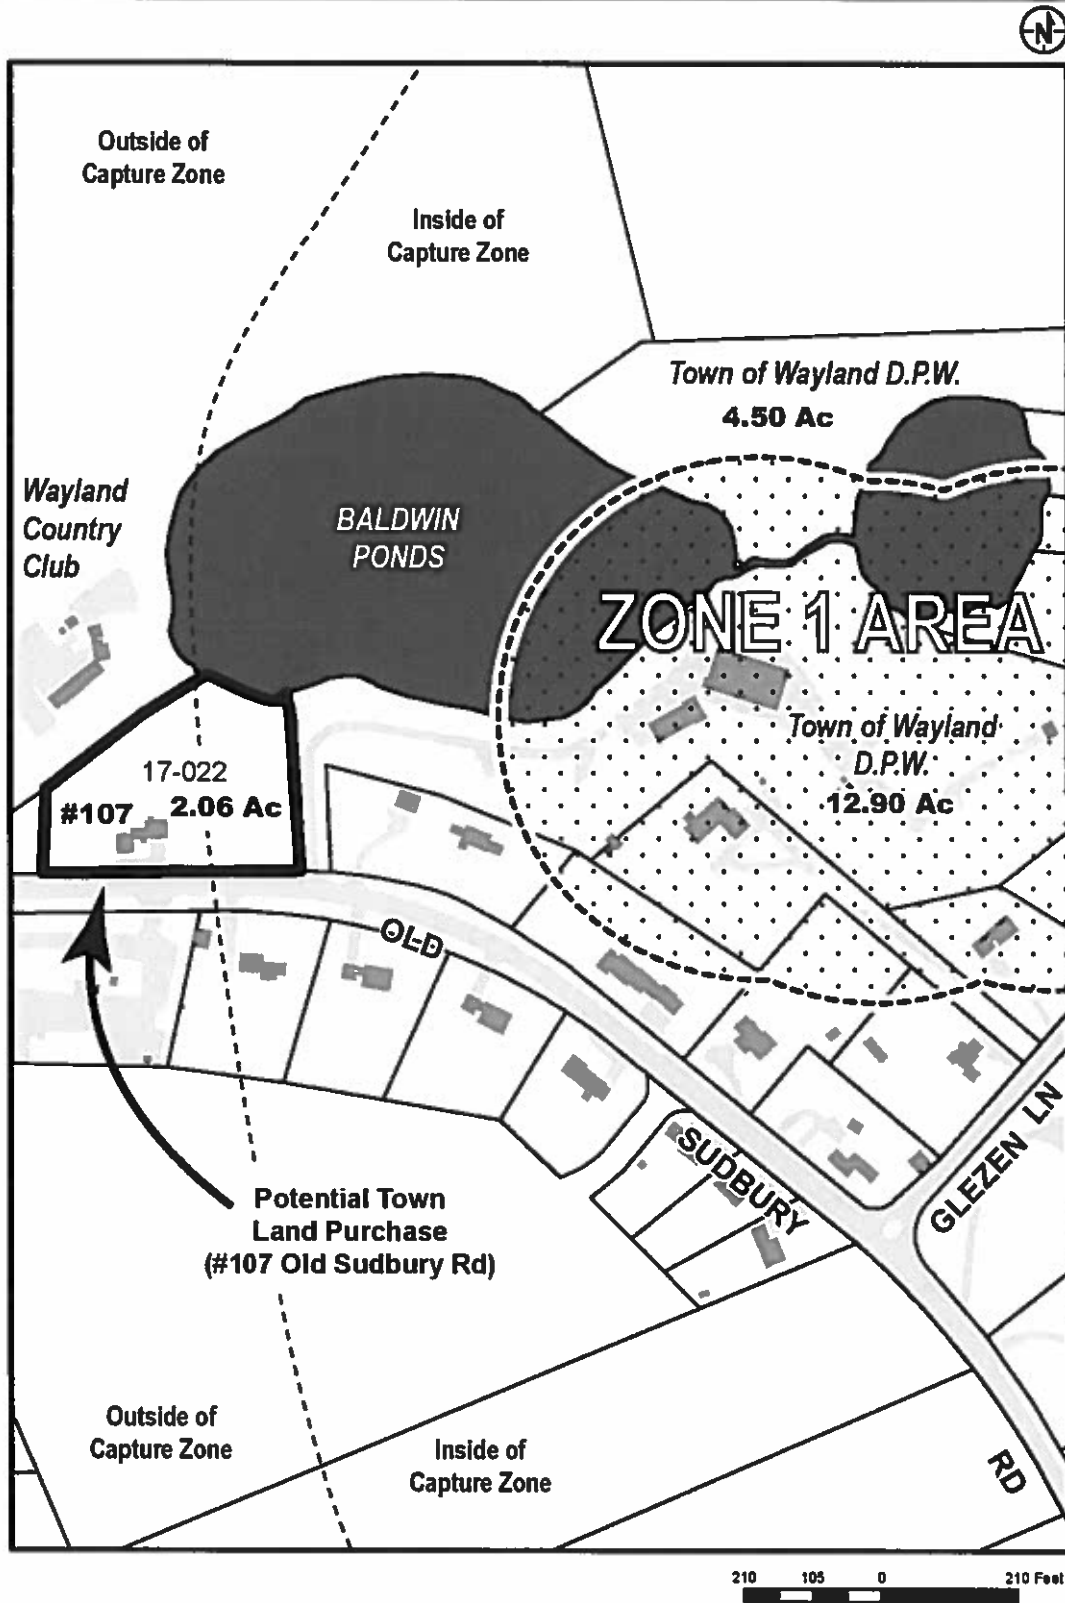 N
Outside of
Capture Zone
Inside of
Capture Zone
Town of Wayland D.P.W.
4.50 Ac
Wayland
Country
Club
BALDWIN
PONDS
ZONE 1 AREA
Town of Wayland
D.P.W.
12.90 Ac
17-022
#107 2.06 Ac
OLD
SUDBURY
GLEZEN LN
Potential Town
Land Purchase
(#107 Old Sudbury Rd)
Outside of
Capture Zone
Inside of
Capture Zone
RD
210 105 0 210 Feet